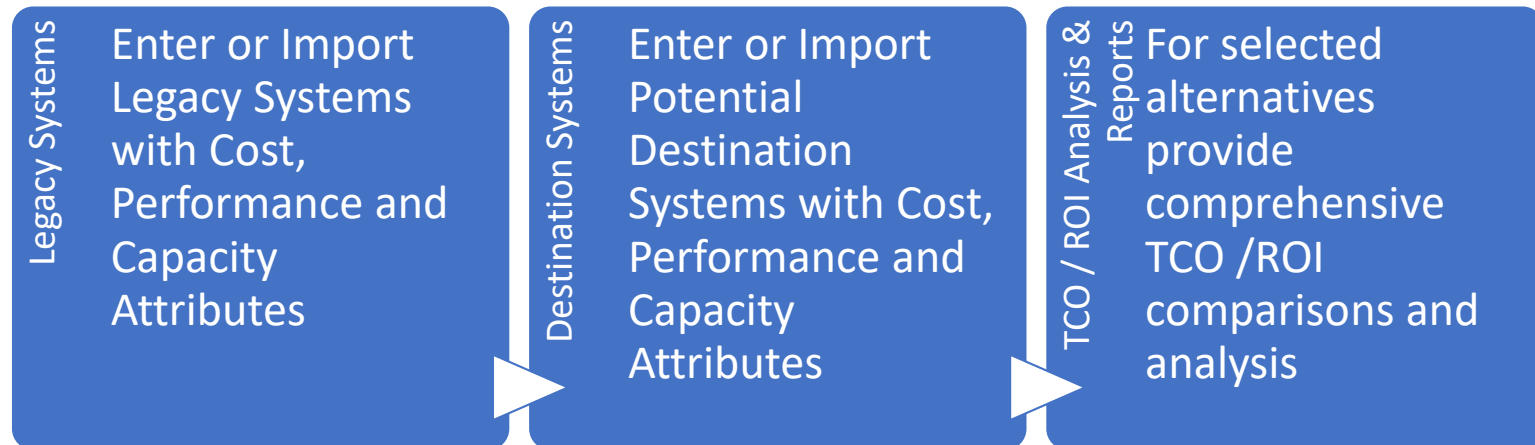 Legacy Systems
Enter or Import
Legacy Systems
with Cost,
Performance and
Capacity
Attributes
Destination Systems
Enter or Import
Potential
Destination
Systems with Cost,
Performance and
Capacity
Attributes
TCO / ROI Analysis &
Reports
For selected
alternatives
provide
comprehensive
TCO /ROI
comparisons and
analysis